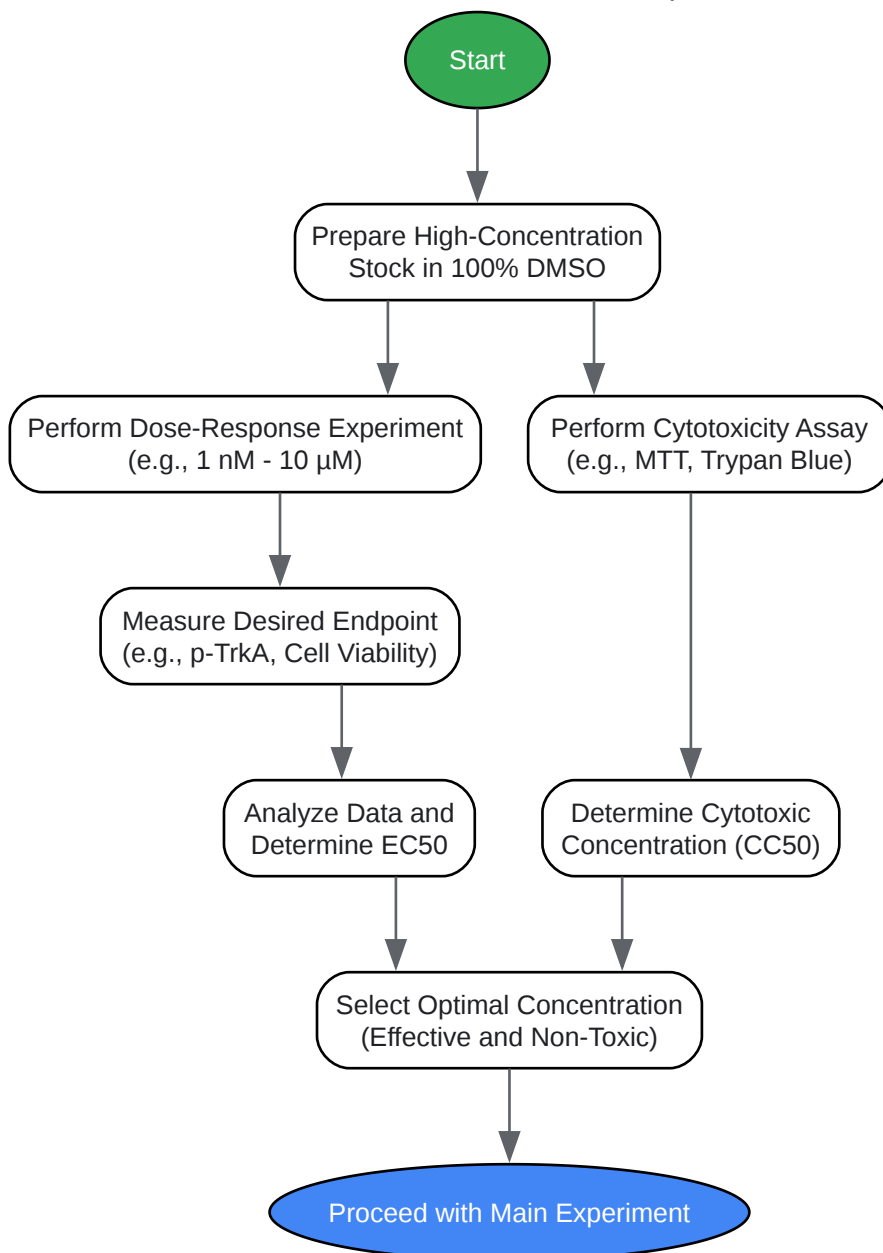 Start
Prepare High-Concentration
Stock in 100% DMSO
Perform Dose-Response Experiment
(e.g., 1 nM - 10 µM)
Perform Cytotoxicity Assay
(e.g., MTT, Trypan Blue)
Measure Desired Endpoint
(e.g., p-TrkA, Cell Viability)
Analyze Data and
Determine EC50
Determine Cytotoxic
Concentration (CC50)
Select Optimal Concentration
(Effective and Non-Toxic)
Proceed with Main Experiment